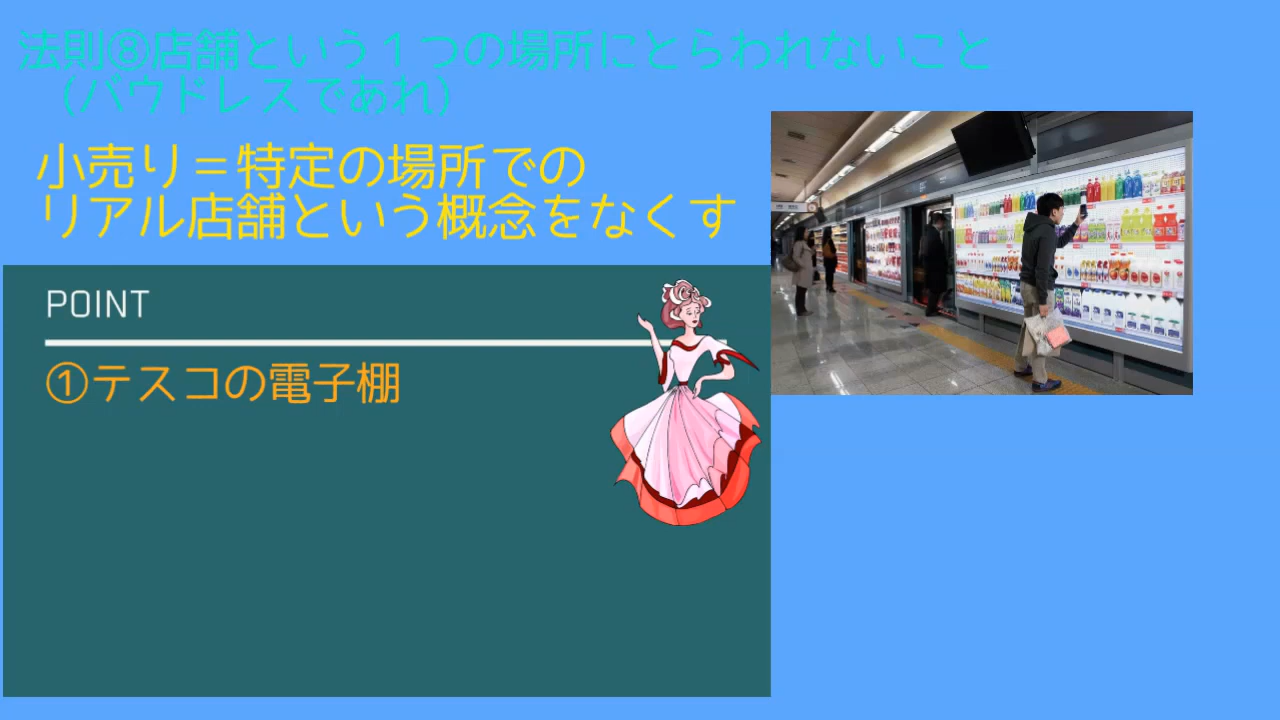 法則⑧店舗という１つの場所にとらわれないこと
（パウドレスであれ）
小売り＝特定の場所での
リアル店舗という概念をなくす
POINT
①テスコの電子棚